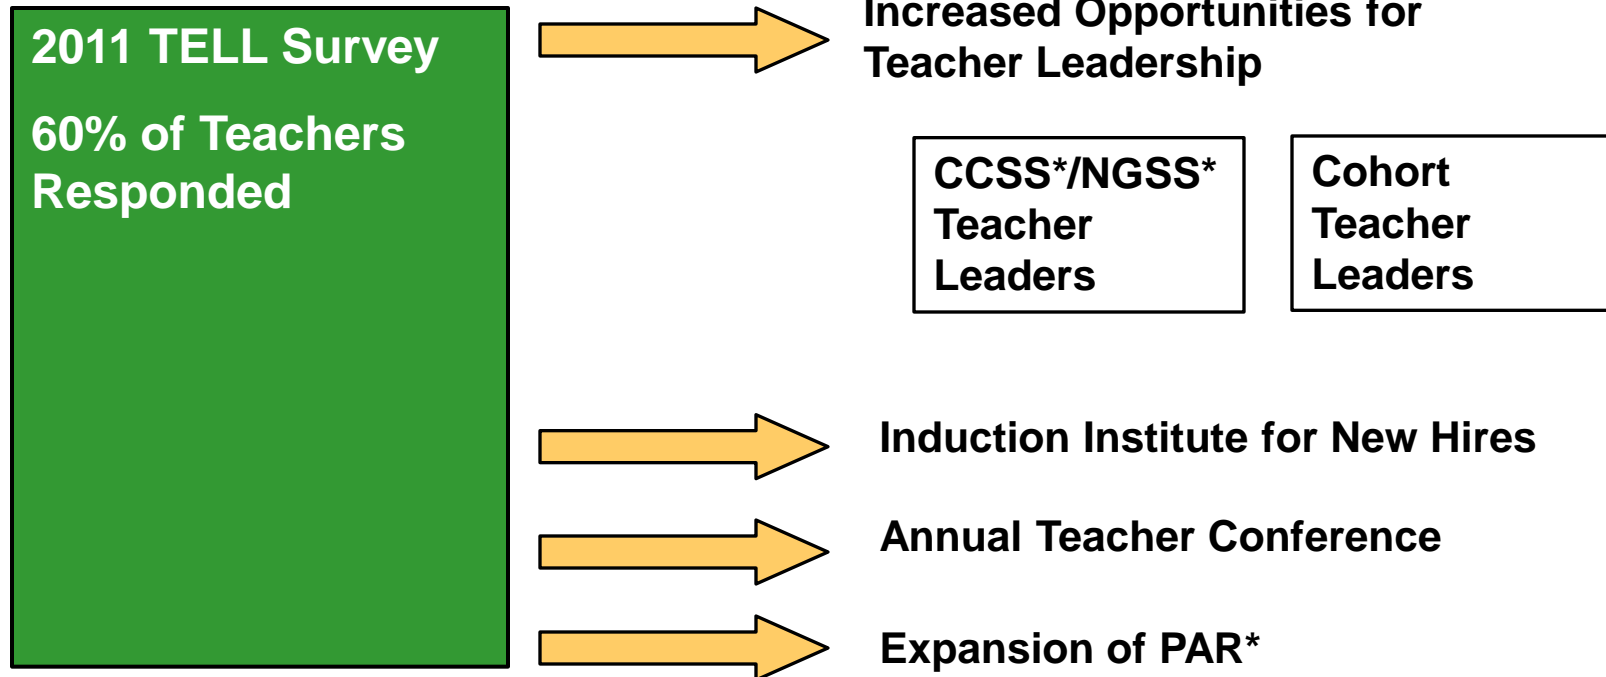 2011 TELL Survey
60% of Teachers
Responded
Increased Opportunities for
Teacher Leadership
CCSS*/NGSS*
Teacher
Leaders
Cohort
Teacher
Leaders
Induction Institute for New Hires
Annual Teacher Conference
Expansion of PAR*